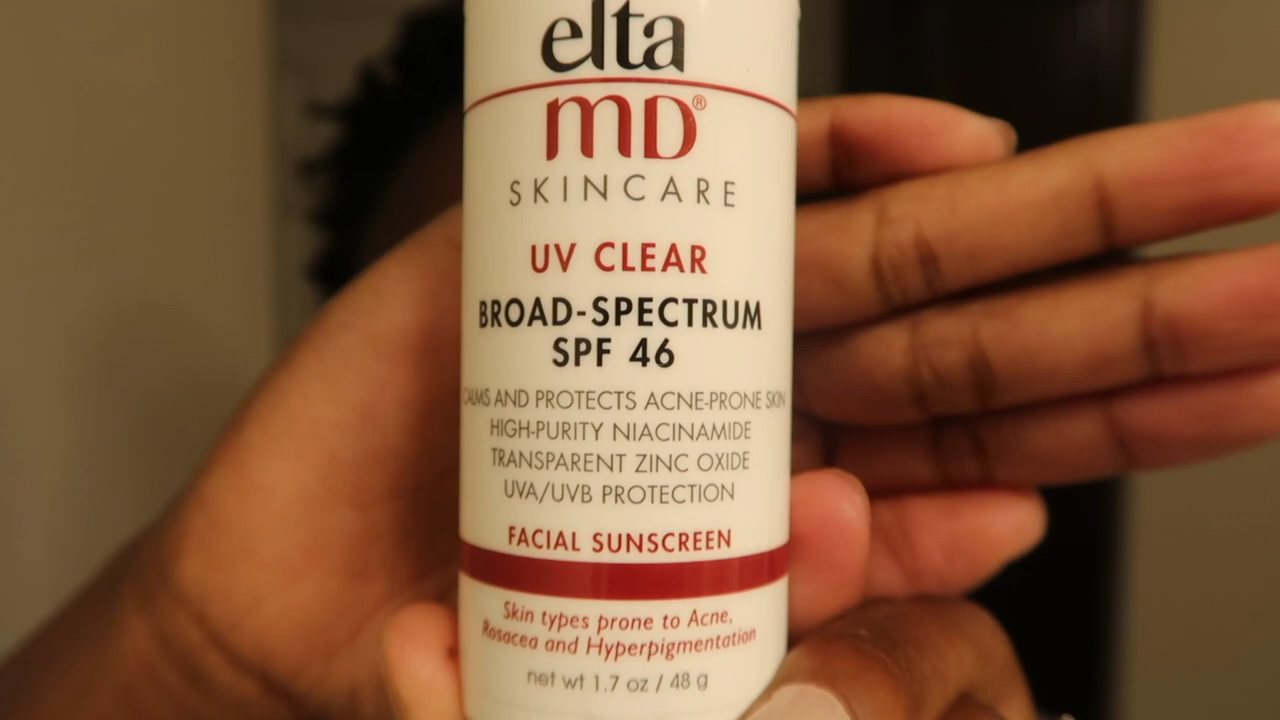 elta
MD®
SKINCARE
UV CLEAR
BROAD-SPECTRUM
SPF 46
CALMS AND PROTECTS ACNE-PRONE SKIN
HIGH-PURITY NIACINAMIDE
TRANSPARENT ZINC OXIDE
UVA/UVB PROTECTION
FACIAL SUNSCREEN
Skin types prone to Acne,
Rosacea and Hyperpigmentation
net wt 1.7 oz / 48 g